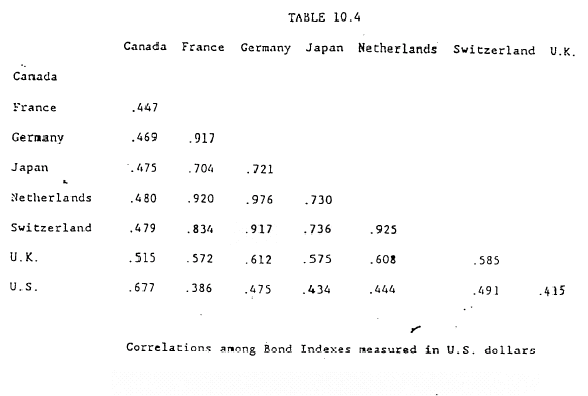 TABLE 10.4
Canada France Germany Japan Netherlands Switzerland U.K.
Canada
France .447
Germany .469 .917
Japan .475 .704 .721
Netherlands .480 .920 .976 .730
Switzerland .479 .834 .917 .736 .925
U.K. .515 .572 .612 .575 .608 .585
U.S. .677 .386 .475 .434 .444 .491 .415
Correlations among Bond Indexes measured in U.S. dollars